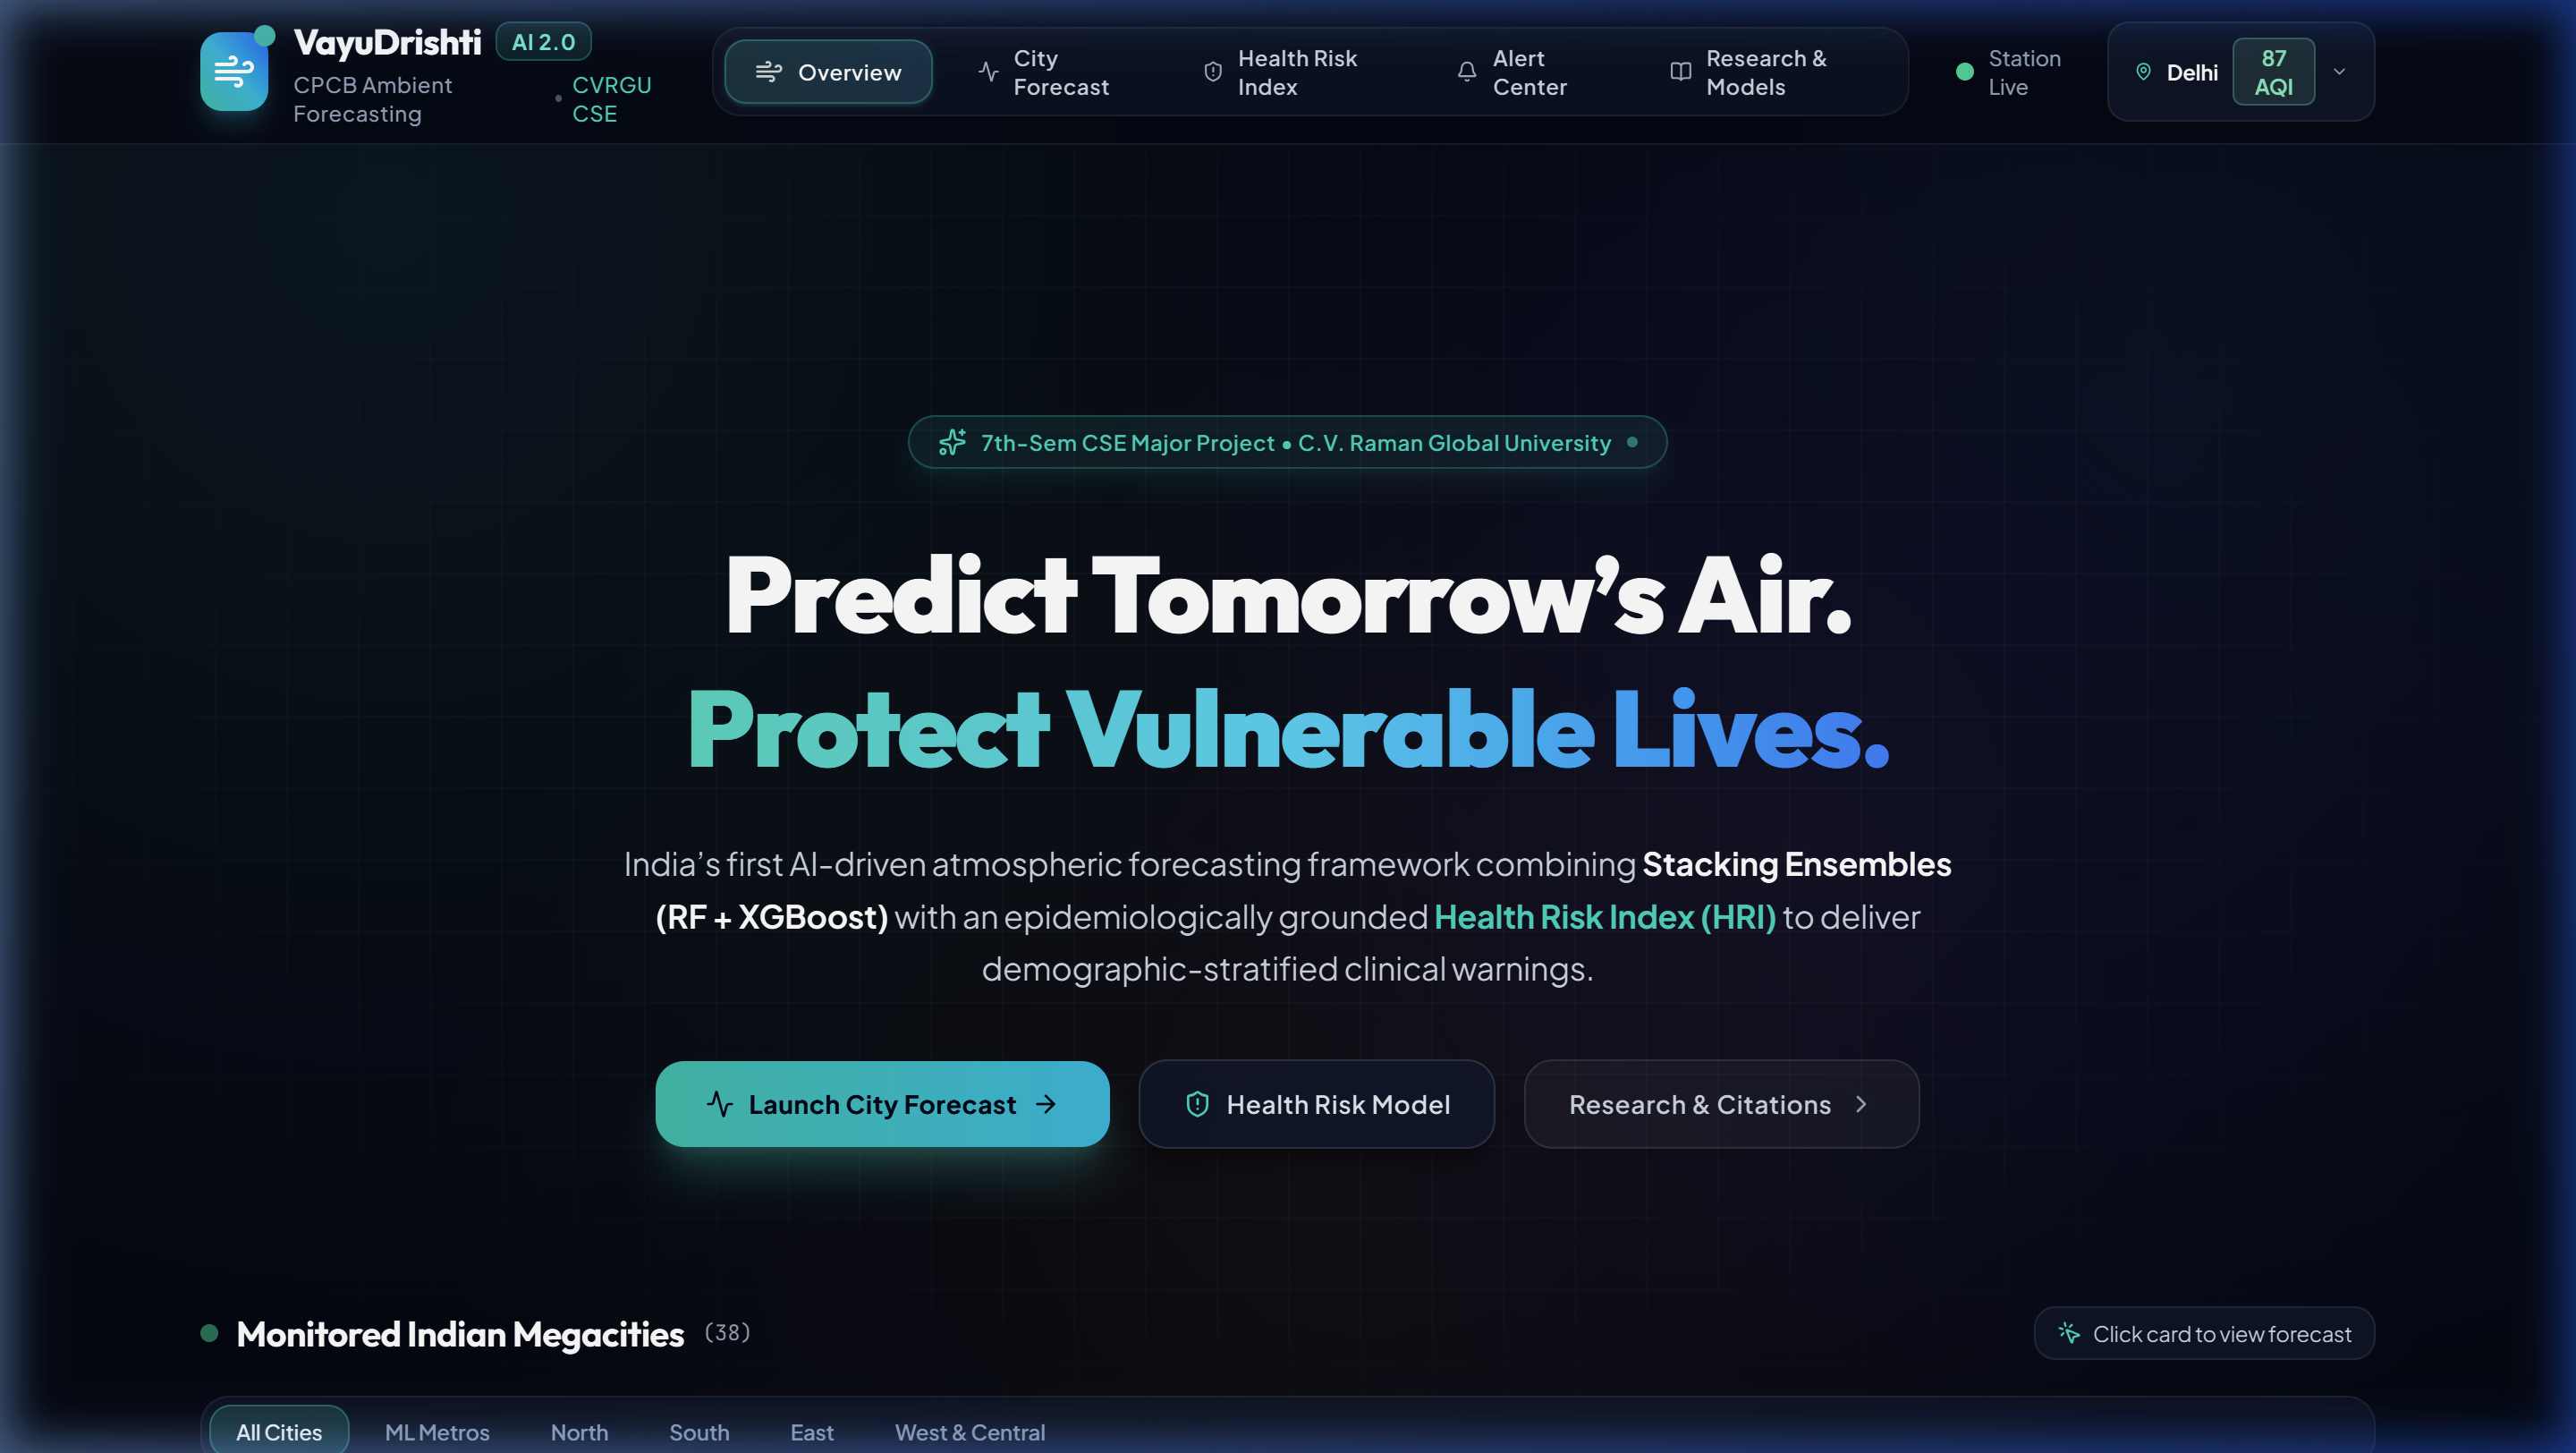 VayuDrishti AI 2.0
CPCB Ambient
Forecasting
• CVRGU
CSE
Overview
City
Forecast
Health Risk
Index
Alert
Center
Research &
Models
Station
Live
Delhi
87
AQI
7th-Sem CSE Major Project • C.V. Raman Global University
Predict Tomorrow’s Air.
Protect Vulnerable Lives.
India’s first AI-driven atmospheric forecasting framework combining Stacking Ensembles
(RF + XGBoost) with an epidemiologically grounded Health Risk Index (HRI) to deliver
demographic-stratified clinical warnings.
Launch City Forecast →
Health Risk Model
Research & Citations
Monitored Indian Megacities (38)
Click card to view forecast
All Cities
ML Metros
North
South
East
West & Central